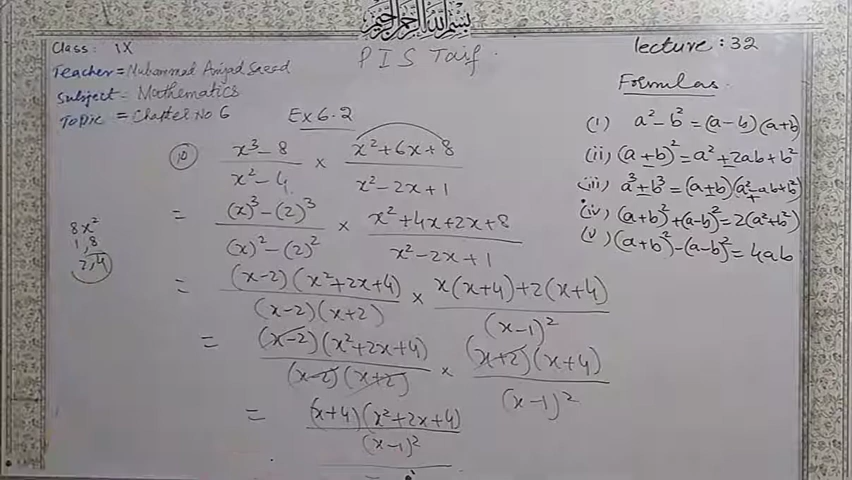 بسم الله الرحمن الرحيم
Class: IX
Teacher = Muhammad Amjad Saeed
Subject = Mathematics
Topic = Chapter No 6
P I S Taif
lecture: 32
Ex 6.2
Formulas
(i) a² - b² = (a-b)(a+b)
(ii) (a±b)² = a² ± 2ab + b²
(iii) a³ ± b³ = (a±b)(a² ∓ ab + b²)
(iv) (a+b)² + (a-b)² = 2(a²+b²)
(v) (a+b)² - (a-b)² = 4ab
(10) (x³ - 8)/(x² - 4) × (x² + 6x + 8)/(x² - 2x + 1)
= ((x)³ - (2)³)/((x)² - (2)²) × (x² + 4x + 2x + 8)/(x² - 2x + 1)
8x²
1,8
2,4
= ((x-2)(x²+2x+4))/((x-2)(x+2)) × (x(x+4)+2(x+4))/((x-1)²)
= ((x-2)(x²+2x+4))/((x-2)(x+2)) × ((x+2)(x+4))/((x-1)²)
= ((x+4)(x²+2x+4))/((x-1)²)